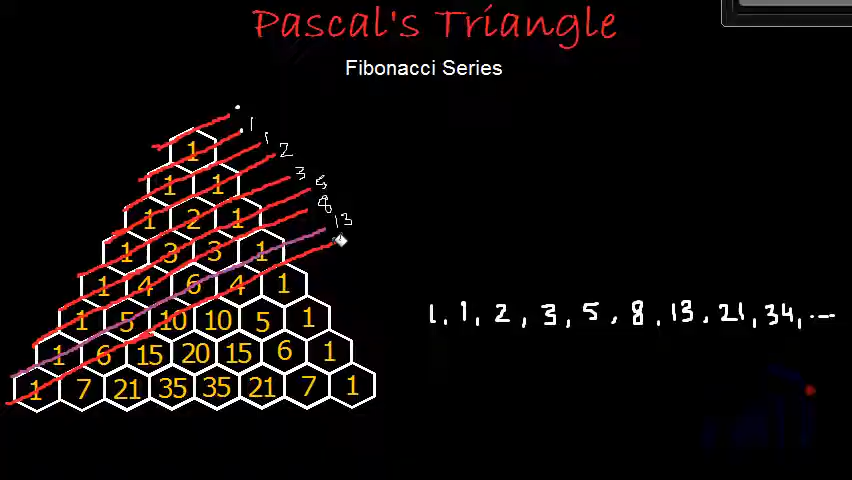 Pascal's Triangle
Fibonacci Series
1
1
2
3
5
8
13
1
1 1
1 2 1
1 3 3 1
1 4 6 4 1
1 5 10 10 5 1
1 6 15 20 15 6 1
1 7 21 35 35 21 7 1
1, 1, 2, 3, 5, 8, 13, 21, 34, ...